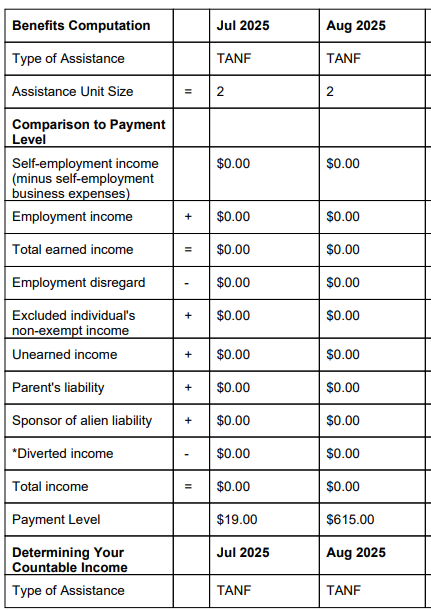 Benefits Computation Jul 2025 Aug 2025
Type of Assistance TANF TANF
Assistance Unit Size = 2 2
Comparison to Payment
Level
Self-employment income $0.00 $0.00
(minus self-employment
business expenses)
Employment income + $0.00 $0.00
Total earned income = $0.00 $0.00
Employment disregard - $0.00 $0.00
Excluded individual's + $0.00 $0.00
non-exempt income
Unearned income + $0.00 $0.00
Parent's liability + $0.00 $0.00
Sponsor of alien liability + $0.00 $0.00
*Diverted income - $0.00 $0.00
Total income = $0.00 $0.00
Payment Level $19.00 $615.00
Determining Your Jul 2025 Aug 2025
Countable Income
Type of Assistance TANF TANF